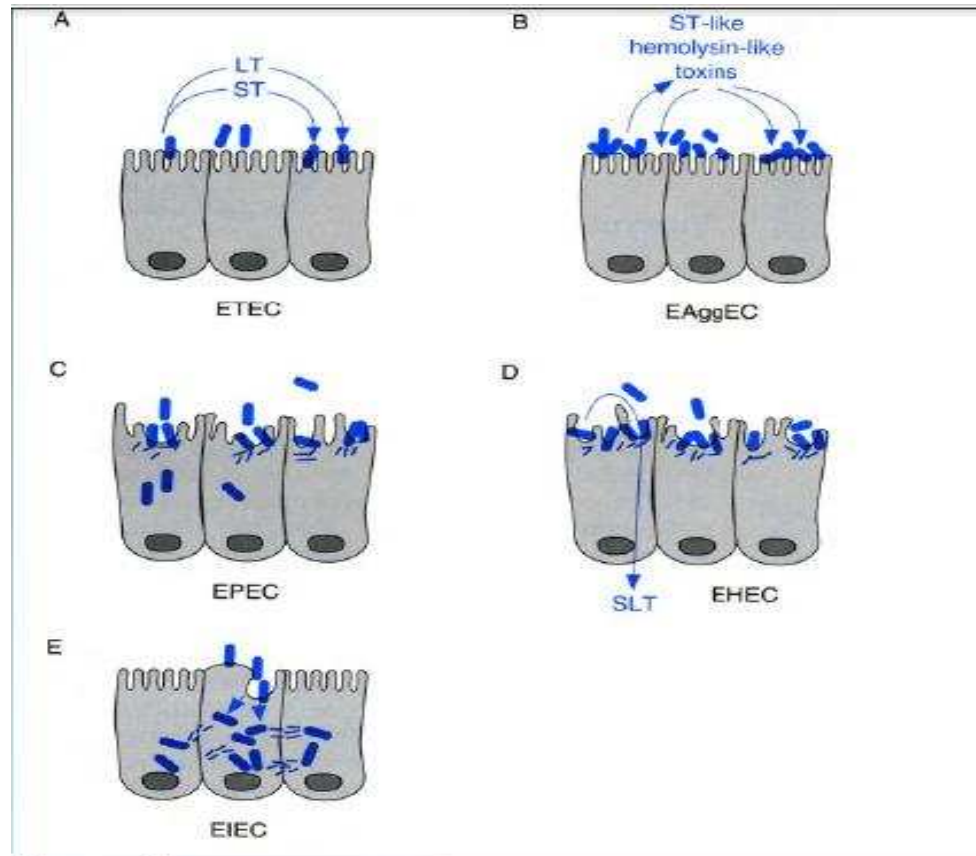 A
LT
ST
ETEC
B
ST-like
hemolysin-like
toxins
EAggEC
C
EPEC
D
SLT
EHEC
E
EIEC